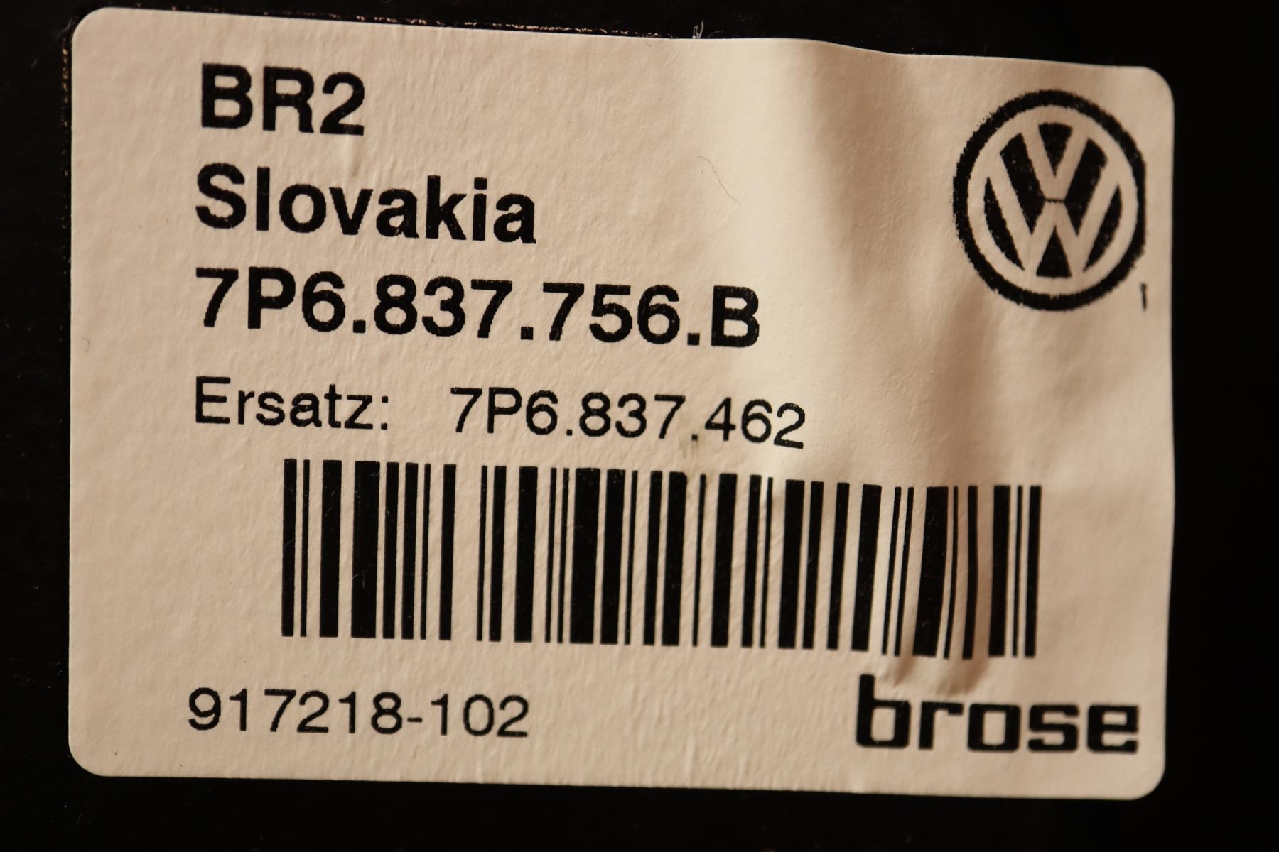 BR2
Slovakia
7P6.837.756.B
Ersatz: 7P6.837.462
917218-102
brose